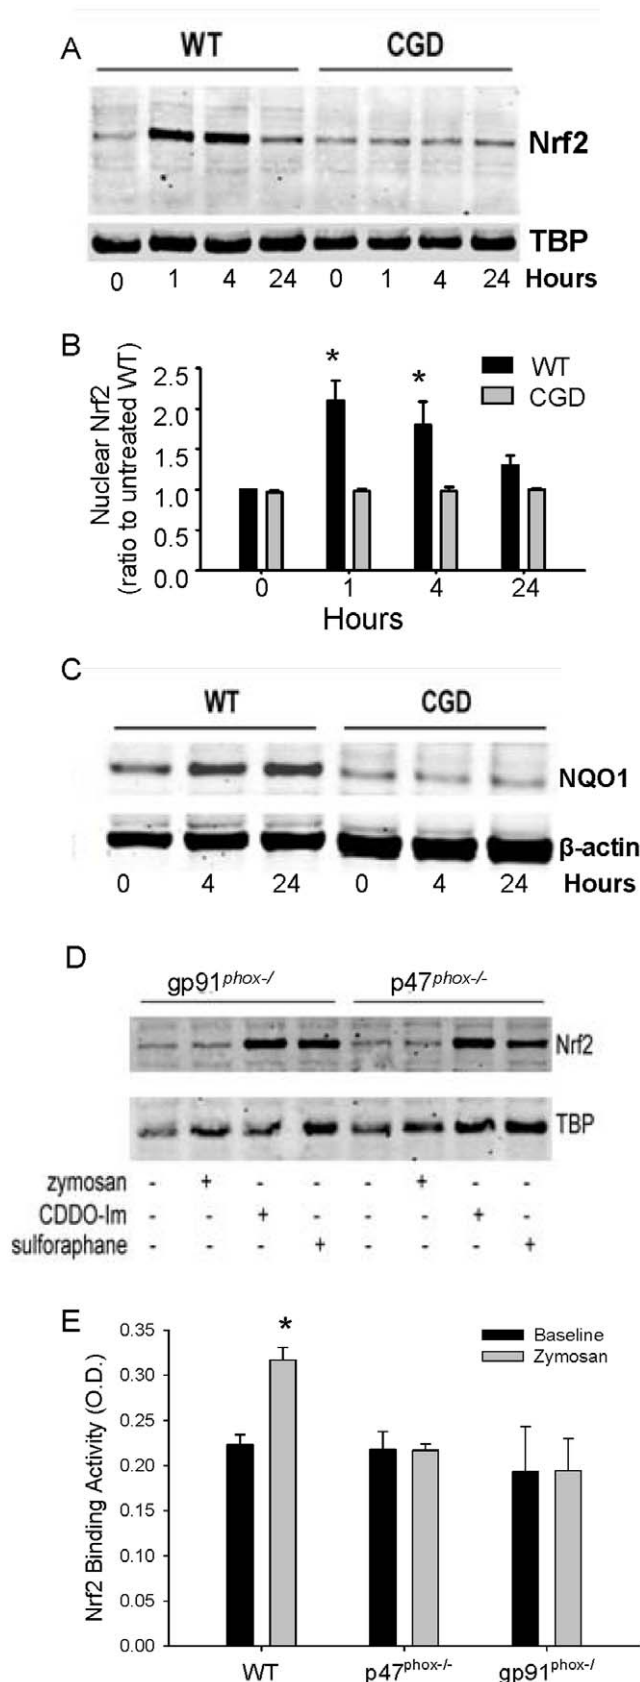 A
WT CGD
Nrf2
TBP
0 1 4 24 0 1 4 24 Hours
B
Nuclear Nrf2
(ratio to untreated WT)
2.5
2.0
1.5
1.0
0.5
0.0
* *
WT
CGD
0 1 4 24
Hours
C
WT CGD
NQO1
β-actin
0 4 24 0 4 24 Hours
D
gp91phox-/ p47phox-/-
Nrf2
TBP
zymosan - + - - - + - -
CDDO-Im - - + - - - + -
sulforaphane - - - + - - - +
E
Nrf2 Binding Activity (O.D.)
0.35
0.30
0.25
0.20
0.15
0.10
0.05
0.00
*
Baseline
Zymosan
WT p47phox-/- gp91phox-/